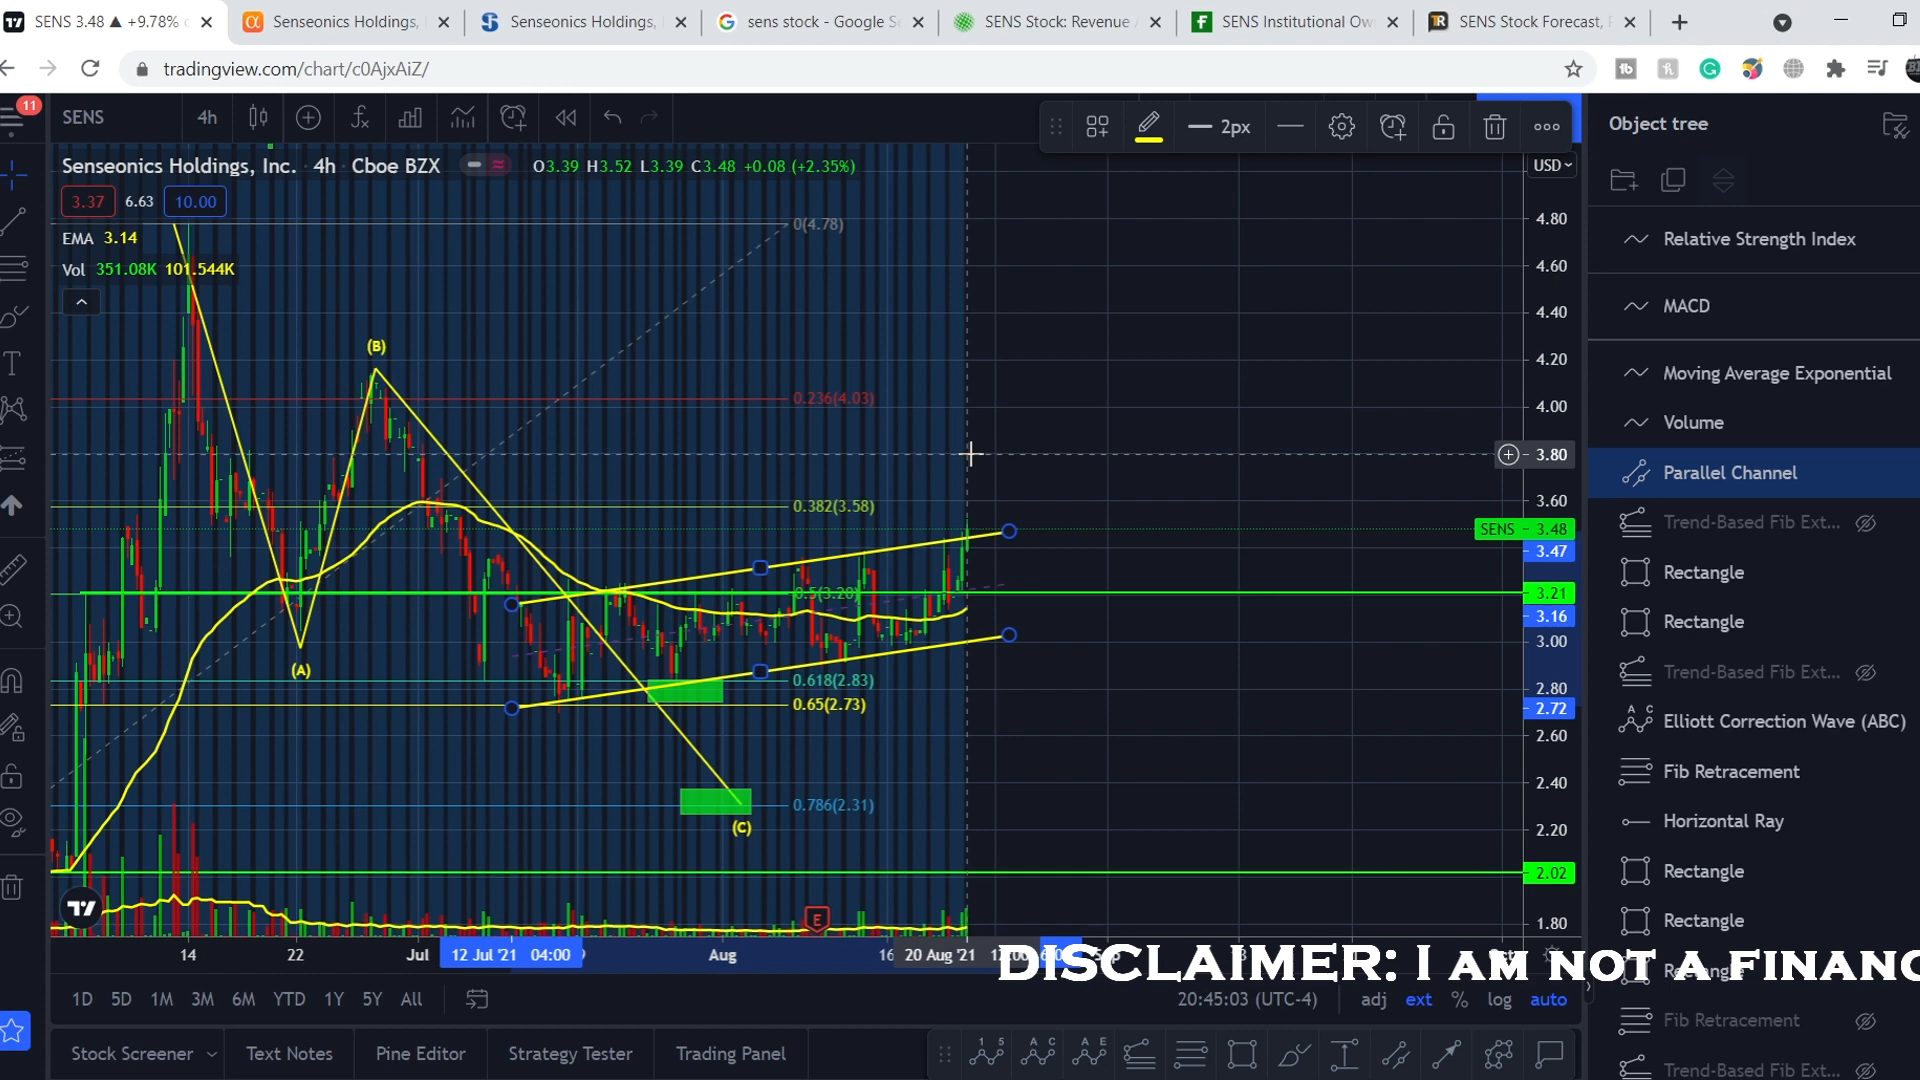 SENS 3.48 ▲ +9.78%
Senseonics Holdings,
Senseonics Holdings,
sens stock - Google Se
SENS Stock: Revenue
SENS Institutional Own
SENS Stock Forecast,
tradingview.com/chart/c0AjxAiZ/
11
SENS
4h
2px
Object tree
Senseonics Holdings, Inc. · 4h · Cboe BZX
O3.39 H3.52 L3.39 C3.48 +0.08 (+2.35%)
USD
3.37 6.63 10.00
EMA 3.14
Vol 351.08K 101.544K
0(4.78)
(B)
0.236(4.03)
0.382(3.58)
0.5(3.20)
(A)
0.618(2.83)
0.65(2.73)
0.786(2.31)
(C)
E
4.80
4.60
4.40
4.20
4.00
3.80
3.60
SENS 3.48
3.47
3.21
3.16
3.00
2.80
2.72
2.60
2.40
2.20
2.02
1.80
Relative Strength Index
MACD
Moving Average Exponential
Volume
Parallel Channel
Trend-Based Fib Ext...
Rectangle
Rectangle
Trend-Based Fib Ext...
Elliott Correction Wave (ABC)
Fib Retracement
Horizontal Ray
Rectangle
Rectangle
Rectangle
Fib Retracement
Trend-Based Fib Ext...
14 22 Jul 12 Jul '21 04:00 Aug 16 20 Aug '21
DISCLAIMER: I AM NOT A FINANC
1D 5D 1M 3M 6M YTD 1Y 5Y All
20:45:03 (UTC-4) adj ext % log auto
Stock Screener Text Notes Pine Editor Strategy Tester Trading Panel